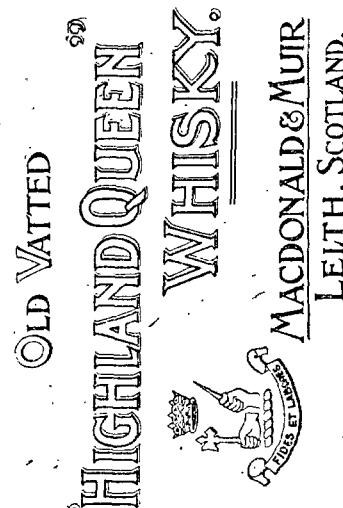 OLD VATTED
"HIGHLAND QUEEN"
WHISKY.
FIDES ET LABORE
MACDONALD & MUIR
LEITH, SCOTLAND.